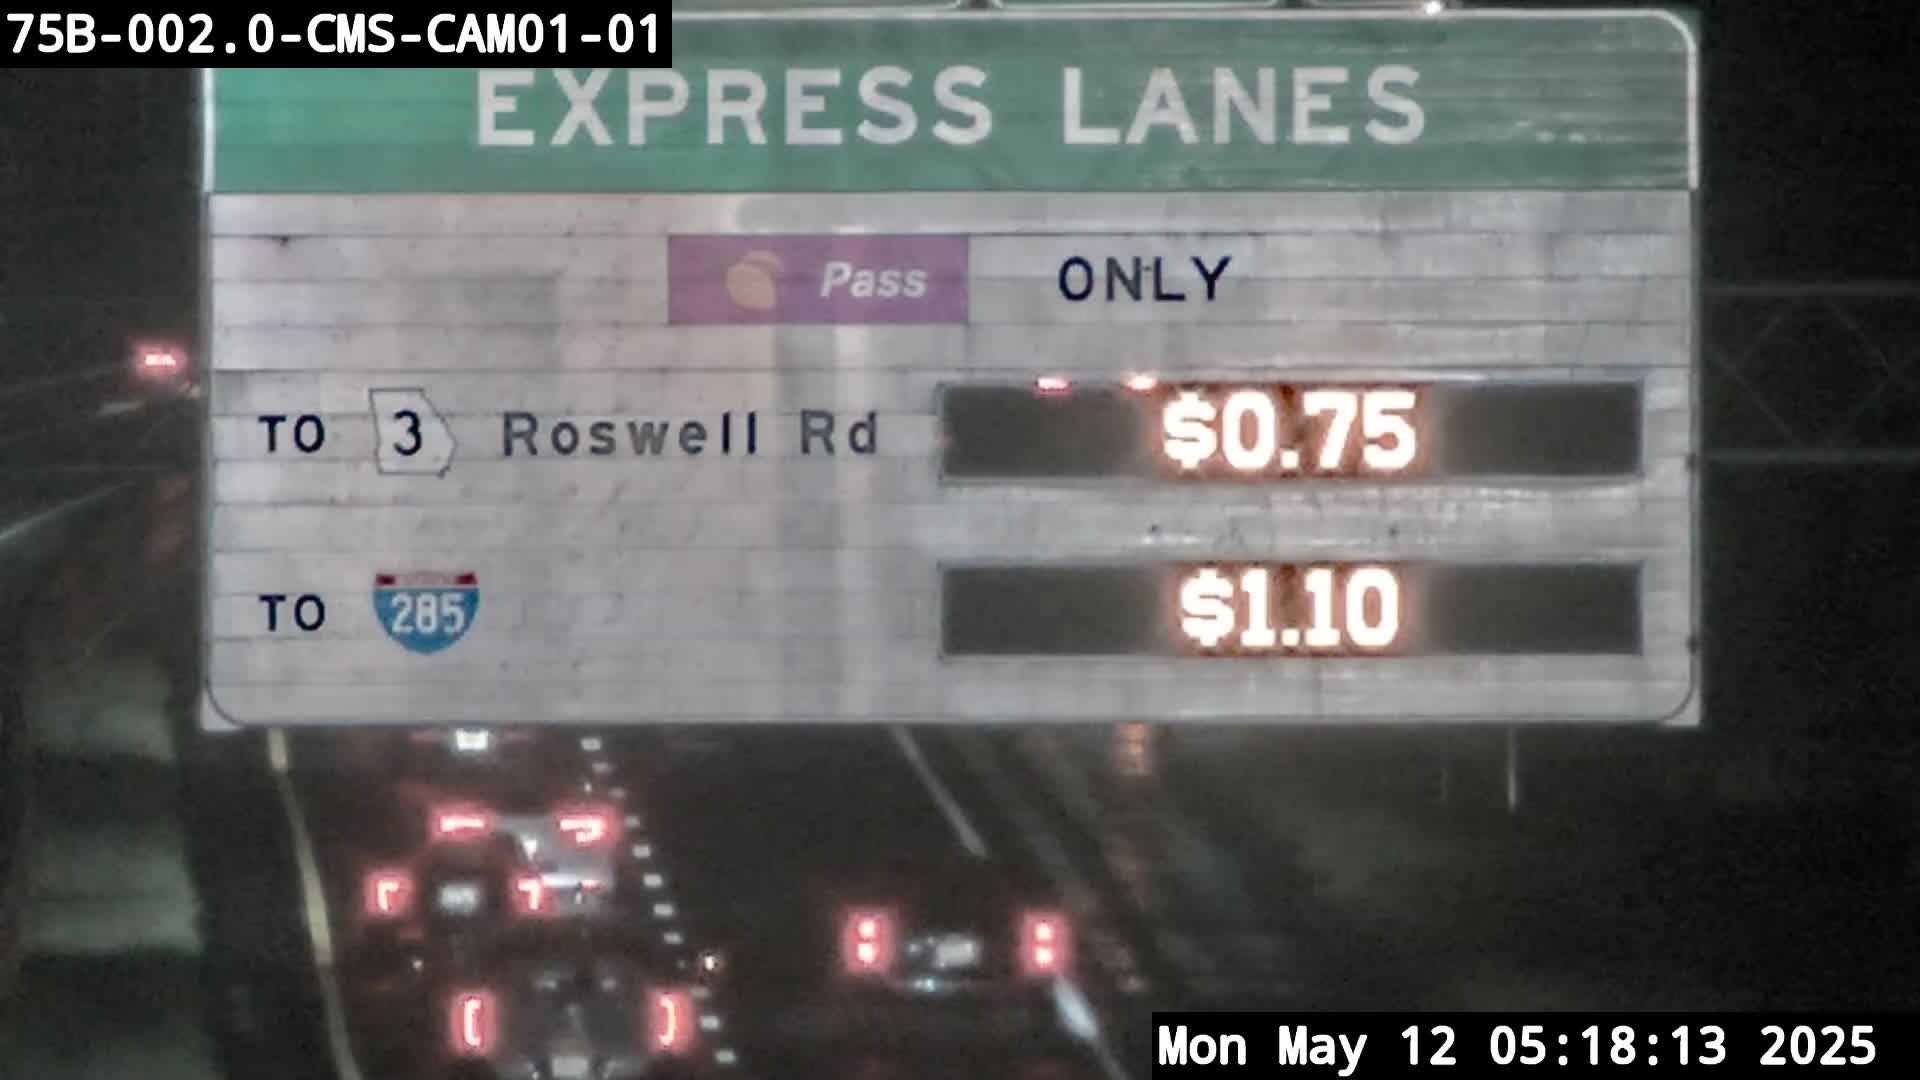 75B-002.0-CMS-CAM01-01
EXPRESS LANES
Pass ONLY
TO 3 Roswell Rd $0.75
TO 285 $1.10
Mon May 12 05:18:13 2025